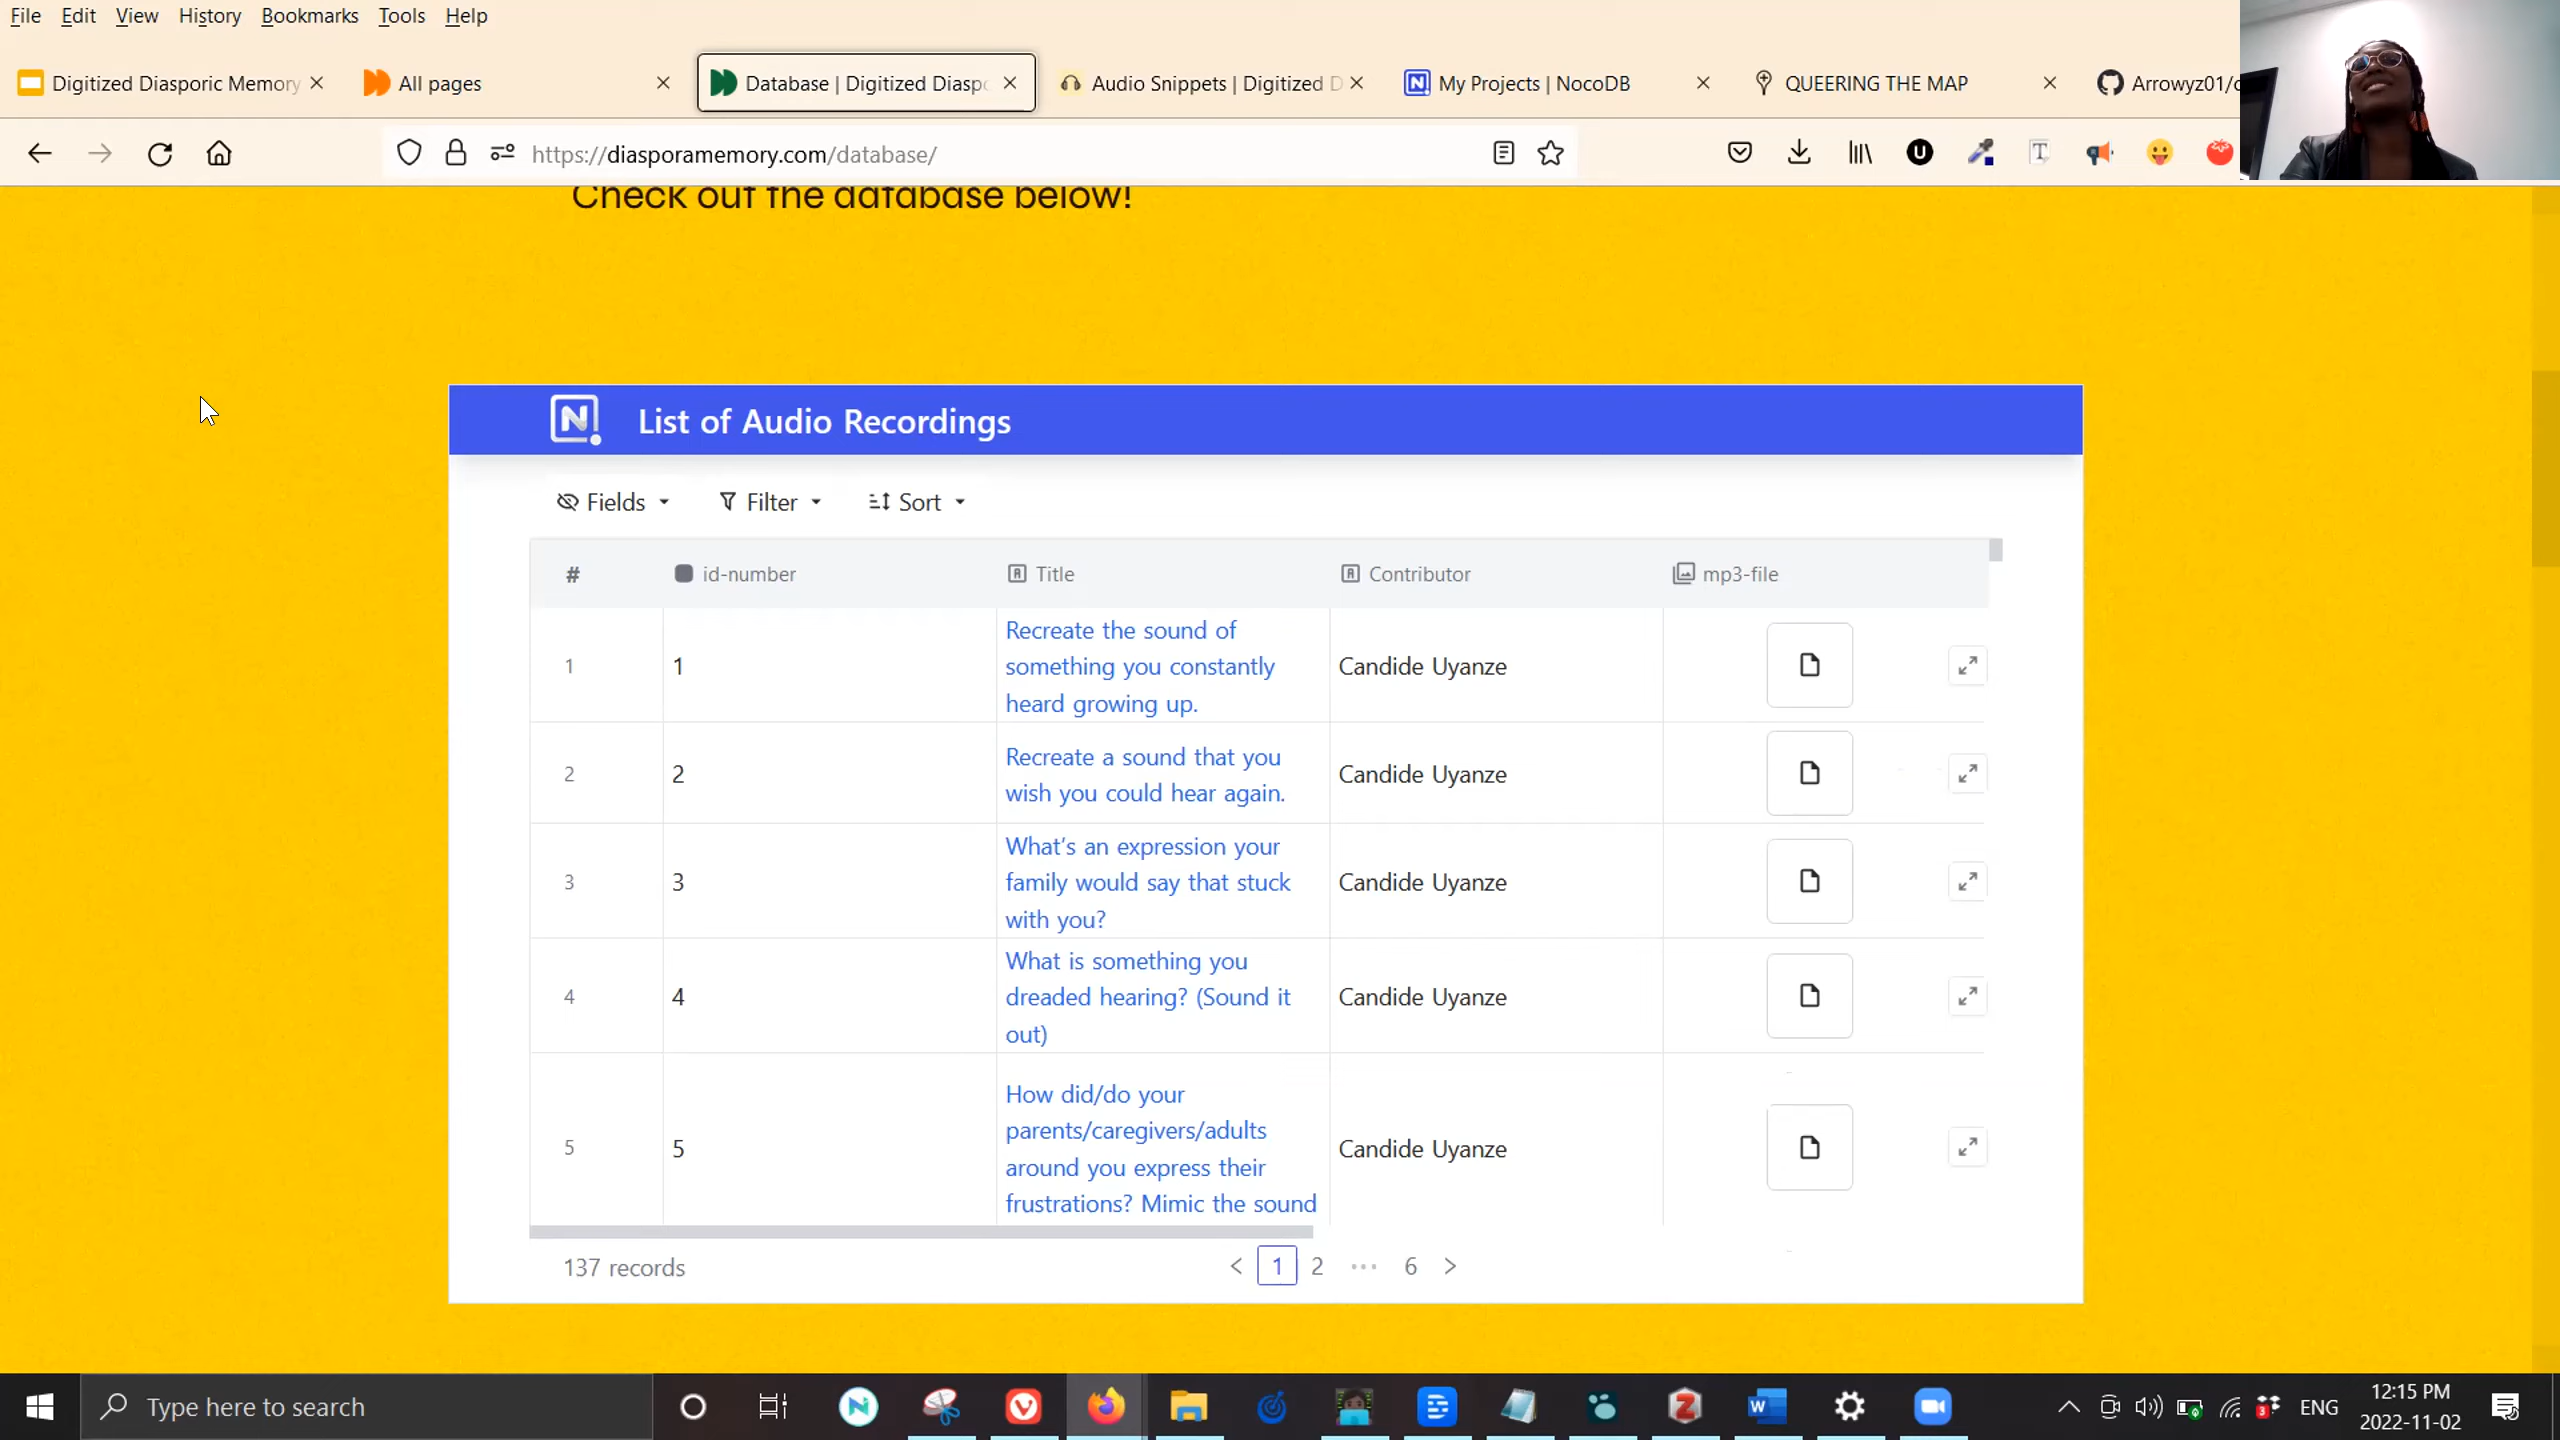 File Edit View History Bookmarks Tools Help
Digitized Diasporic Memory
All pages
Database | Digitized Diaspo
Audio Snippets | Digitized D
My Projects | NocoDB
QUEERING THE MAP
Arrowyz01/c
https://diasporamemory.com/database/
Check out the database below!
List of Audio Recordings
Fields Filter Sort
# id-number Title Contributor mp3-file
1 1 Recreate the sound of
something you constantly
heard growing up. Candide Uyanze
2 2 Recreate a sound that you
wish you could hear again. Candide Uyanze
3 3 What's an expression your
family would say that stuck
with you? Candide Uyanze
4 4 What is something you
dreaded hearing? (Sound it
out) Candide Uyanze
5 5 How did/do your
parents/caregivers/adults
around you express their
frustrations? Mimic the sound Candide Uyanze
137 records
1 2 ••• 6
Type here to search
ENG
12:15 PM
2022-11-02